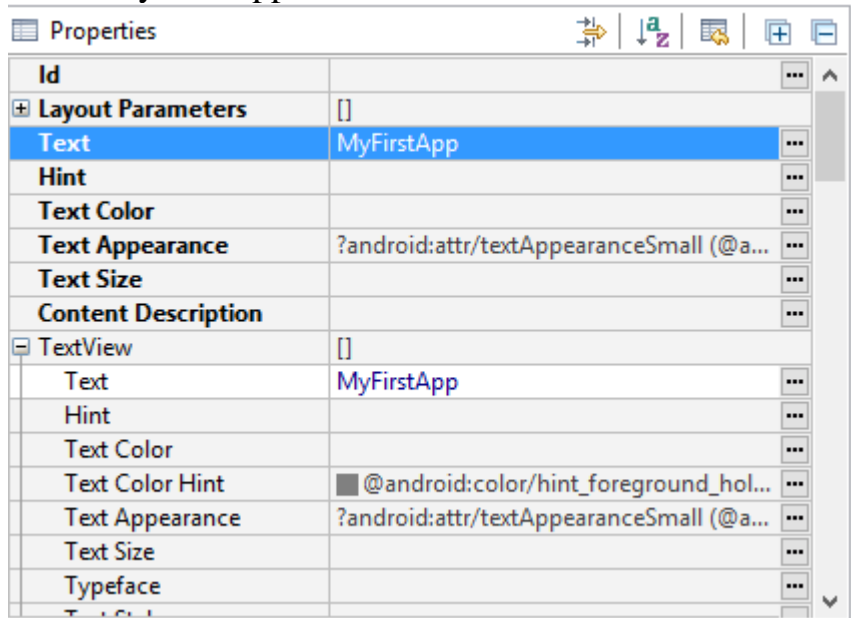 Properties
Id
Layout Parameters []
Text MyFirstApp
Hint
Text Color
Text Appearance ?android:attr/textAppearanceSmall (@a...
Text Size
Content Description
TextView []
Text MyFirstApp
Hint
Text Color
Text Color Hint @android:color/hint_foreground_hol...
Text Appearance ?android:attr/textAppearanceSmall (@a...
Text Size
Typeface